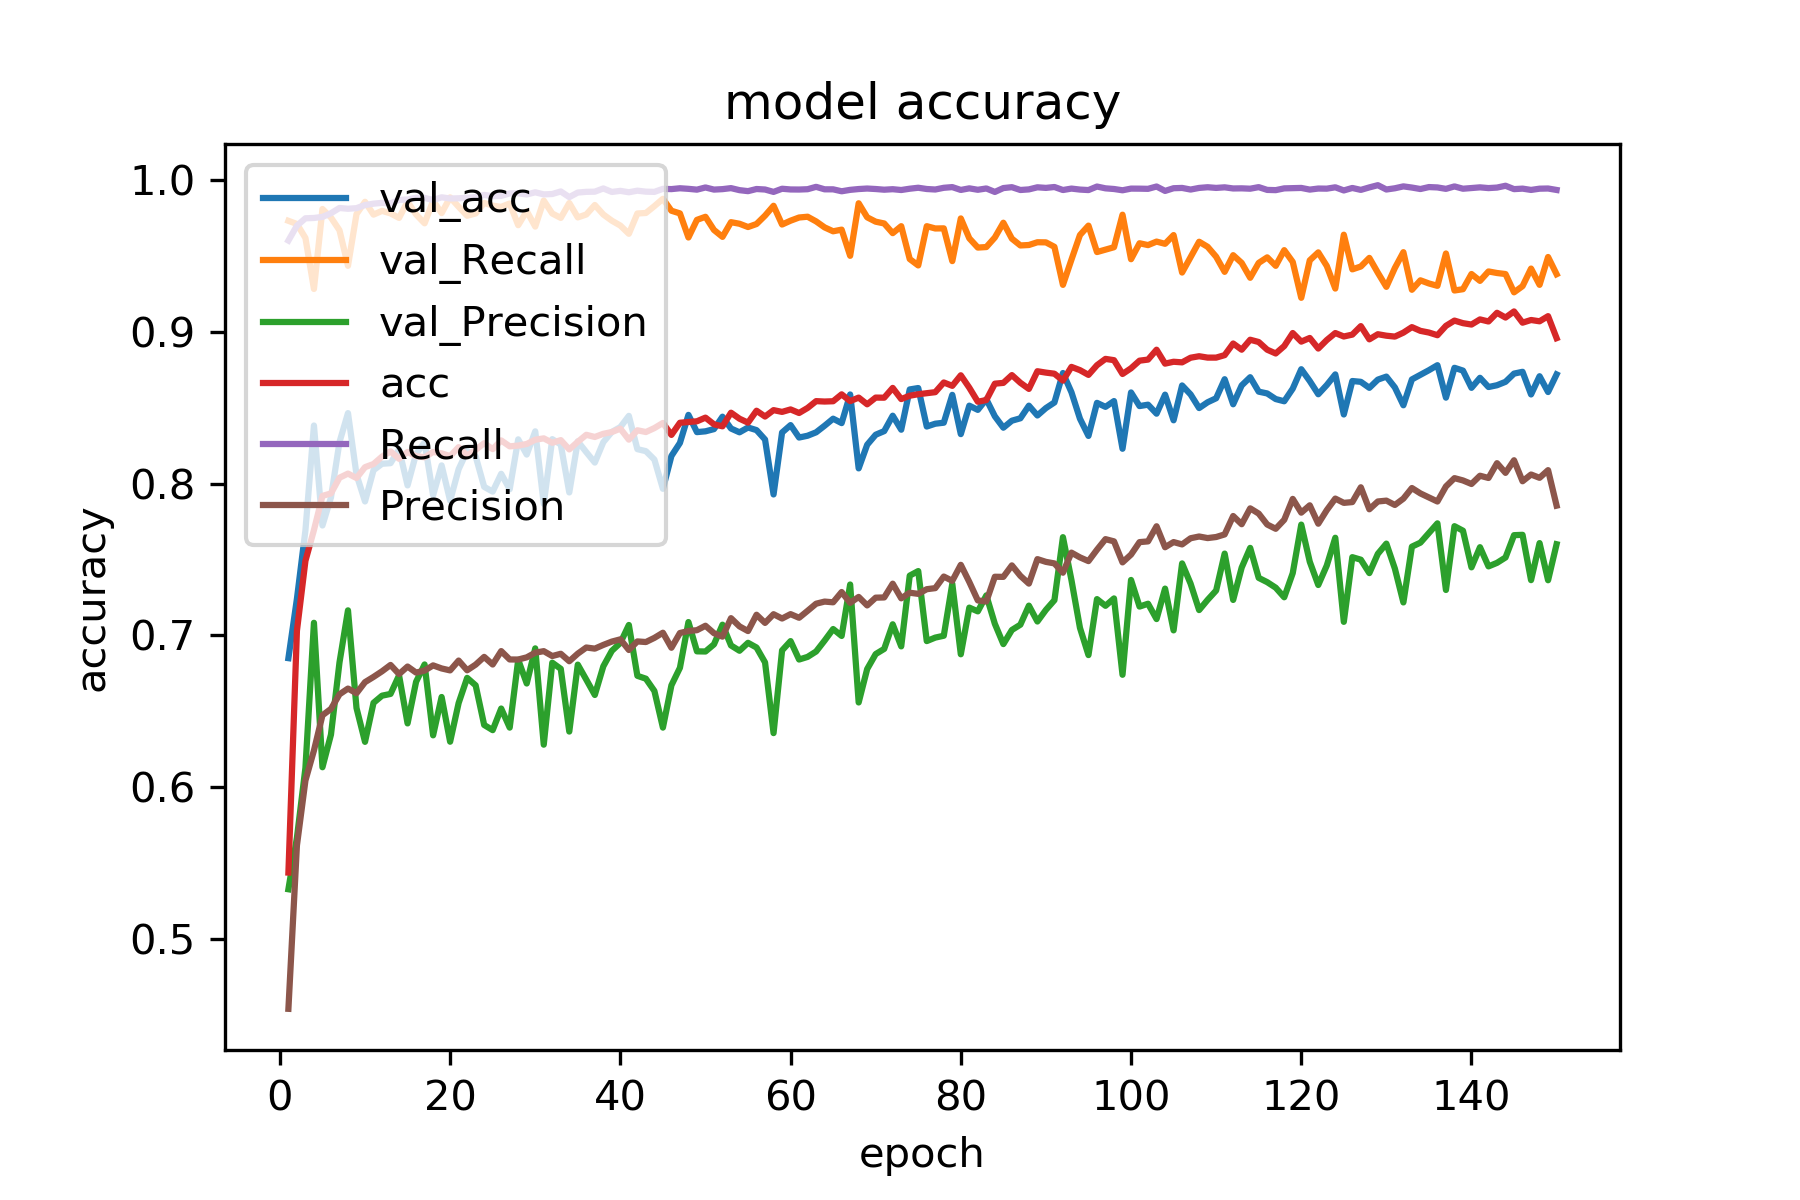 model accuracy
accuracy
1.0
0.9
0.8
0.7
0.6
0.5
val_acc
val_Recall
val_Precision
acc
Recall
Precision
0 20 40 60 80 100 120 140
epoch